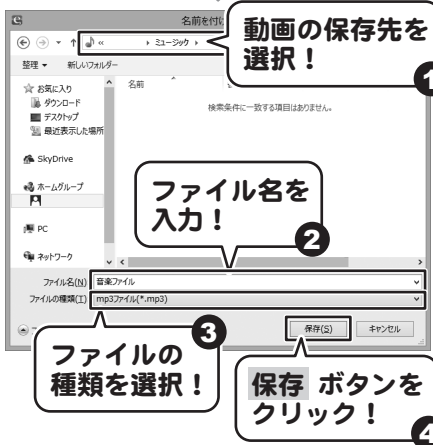 名前を付け
動画の保存先を
選択！
1
« ▸ ミュージック ▸
整理 ▼ 新しいフォルダー
お気に入り
ダウンロード
デスクトップ
最近表示した場所
SkyDrive
ホームグループ
PC
ネットワーク
名前
検索条件に一致する項目はありません。
ファイル名を
入力！
2
ファイル名(N) 音楽ファイル
ファイルの種類(T) mp3ファイル(*.mp3)
3
ファイルの
種類を選択！
保存(S) キャンセル
保存 ボタンを
クリック！
4